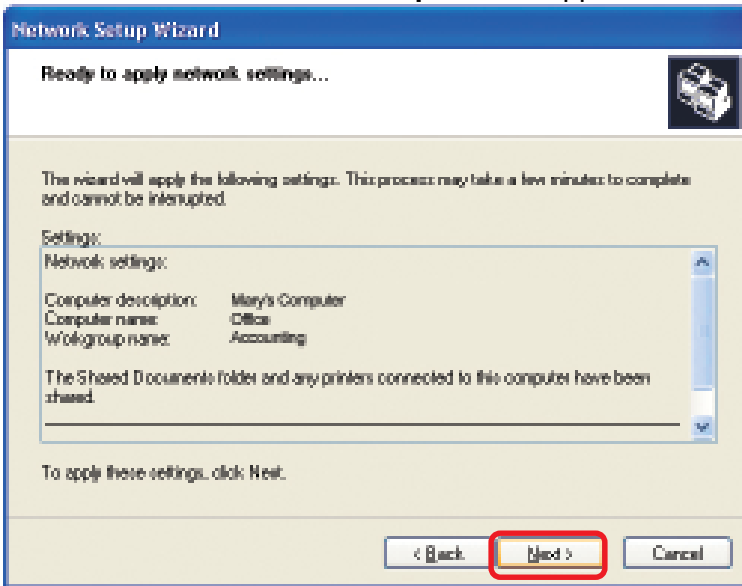 Network Setup Wizard
Ready to apply network settings...
The wizard will apply the following settings. This process may take a few minutes to complete
and cannot be interrupted.
Settings:
Network settings:
Computer description: Mary's Computer
Computer name: Office
Workgroup name: Accounting
The Shared Documents folder and any printers connected to this computer have been
shared.
To apply these settings, click Next.
< Back
Next >
Cancel